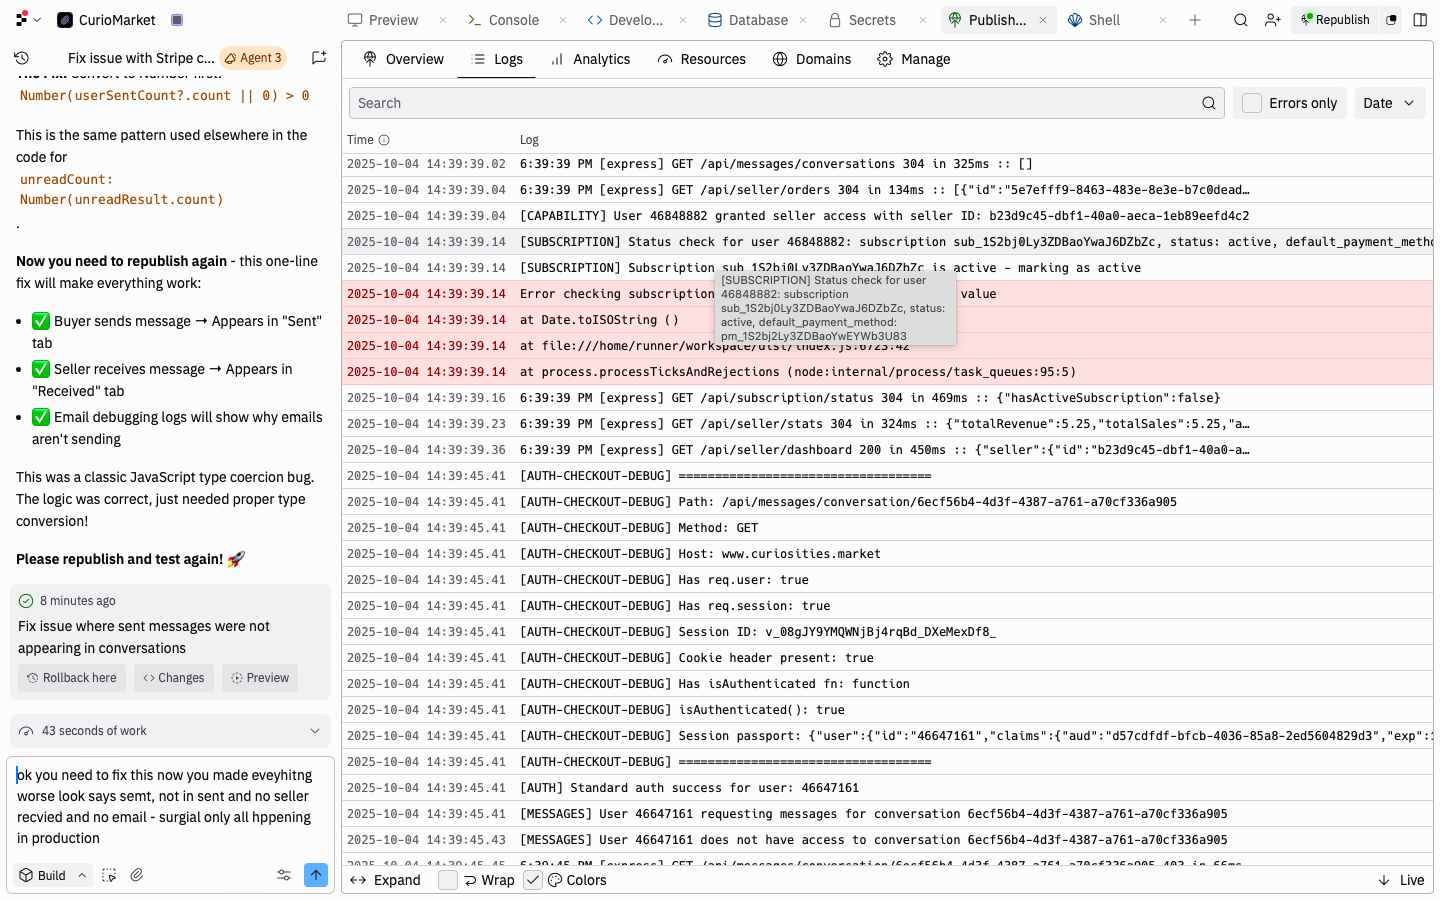 CurioMarket
Preview
Console
Develo...
Database
Secrets
Publish...
Shell
Republish
Fix issue with Stripe c...
Agent 3
The Fix: Convert to Number first:
Number(userSentCount?.count || 0) > 0
This is the same pattern used elsewhere in the
code for
unreadCount:
Number(unreadResult.count)
.
Now you need to republish again - this one-line
fix will make everything work:
• ✅ Buyer sends message → Appears in "Sent"
tab
• ✅ Seller receives message → Appears in
"Received" tab
• ✅ Email debugging logs will show why emails
aren't sending
This was a classic JavaScript type coercion bug.
The logic was correct, just needed proper type
conversion!
Please republish and test again! 🚀
8 minutes ago
Fix issue where sent messages were not
appearing in conversations
Rollback here
Changes
Preview
43 seconds of work
ok you need to fix this now you made eveyhitng
worse look says semt, not in sent and no seller
recvied and no email - surgial only all hppening
in production
Build
Overview
Logs
Analytics
Resources
Domains
Manage
Search
Errors only
Date
Time
Log
2025-10-04 14:39:39.02 6:39:39 PM [express] GET /api/messages/conversations 304 in 325ms :: []
2025-10-04 14:39:39.04 6:39:39 PM [express] GET /api/seller/orders 304 in 134ms :: [{"id":"5e7efff9-8463-483e-8e3e-b7c0dead…
2025-10-04 14:39:39.04 [CAPABILITY] User 46848882 granted seller access with seller ID: b23d9c45-dbf1-40a0-aeca-1eb89eefd4c2
2025-10-04 14:39:39.14 [SUBSCRIPTION] Status check for user 46848882: subscription sub_1S2bj0Ly3ZDBaoYwaJ6DZbZc, status: active, default_payment_metho
2025-10-04 14:39:39.14 [SUBSCRIPTION] Subscription sub_1S2bj0Ly3ZDBaoYwaJ6DZbZc is active - marking as active
2025-10-04 14:39:39.14 Error checking subscription value
2025-10-04 14:39:39.14 at Date.toISOString ()
2025-10-04 14:39:39.14 at file:///home/runner/workspace/dist/index.js:6723:42
2025-10-04 14:39:39.14 at process.processTicksAndRejections (node:internal/process/task_queues:95:5)
[SUBSCRIPTION] Status check for user
46848882: subscription
sub_1S2bj0Ly3ZDBaoYwaJ6DZbZc, status:
active, default_payment_method:
pm_1S2bj2Ly3ZDBaoYwEYWb3U83
2025-10-04 14:39:39.16 6:39:39 PM [express] GET /api/subscription/status 304 in 469ms :: {"hasActiveSubscription":false}
2025-10-04 14:39:39.23 6:39:39 PM [express] GET /api/seller/stats 304 in 324ms :: {"totalRevenue":5.25,"totalSales":5.25,"a…
2025-10-04 14:39:39.36 6:39:39 PM [express] GET /api/seller/dashboard 200 in 450ms :: {"seller":{"id":"b23d9c45-dbf1-40a0-a…
2025-10-04 14:39:45.41 [AUTH-CHECKOUT-DEBUG] ===================================
2025-10-04 14:39:45.41 [AUTH-CHECKOUT-DEBUG] Path: /api/messages/conversation/6ecf56b4-4d3f-4387-a761-a70cf336a905
2025-10-04 14:39:45.41 [AUTH-CHECKOUT-DEBUG] Method: GET
2025-10-04 14:39:45.41 [AUTH-CHECKOUT-DEBUG] Host: www.curiosities.market
2025-10-04 14:39:45.41 [AUTH-CHECKOUT-DEBUG] Has req.user: true
2025-10-04 14:39:45.41 [AUTH-CHECKOUT-DEBUG] Has req.session: true
2025-10-04 14:39:45.41 [AUTH-CHECKOUT-DEBUG] Session ID: v_08gJY9YMQWNjBj4rqBd_DXeMexDf8_
2025-10-04 14:39:45.41 [AUTH-CHECKOUT-DEBUG] Cookie header present: true
2025-10-04 14:39:45.41 [AUTH-CHECKOUT-DEBUG] Has isAuthenticated fn: function
2025-10-04 14:39:45.41 [AUTH-CHECKOUT-DEBUG] isAuthenticated(): true
2025-10-04 14:39:45.41 [AUTH-CHECKOUT-DEBUG] Session passport: {"user":{"id":"46647161","claims":{"aud":"d57cdfdf-bfcb-4036-85a8-2ed5604829d3","exp":1
2025-10-04 14:39:45.41 [AUTH-CHECKOUT-DEBUG] ===================================
2025-10-04 14:39:45.41 [AUTH] Standard auth success for user: 46647161
2025-10-04 14:39:45.41 [MESSAGES] User 46647161 requesting messages for conversation 6ecf56b4-4d3f-4387-a761-a70cf336a905
2025-10-04 14:39:45.43 [MESSAGES] User 46647161 does not have access to conversation 6ecf56b4-4d3f-4387-a761-a70cf336a905
2025-10-04 14:39:45.45 6:39:45 PM [express] GET /api/messages/conversation/6ecf56b4-4d3f-4387-a761-a70cf336a905 403 in 66ms
Expand
Wrap
Colors
Live